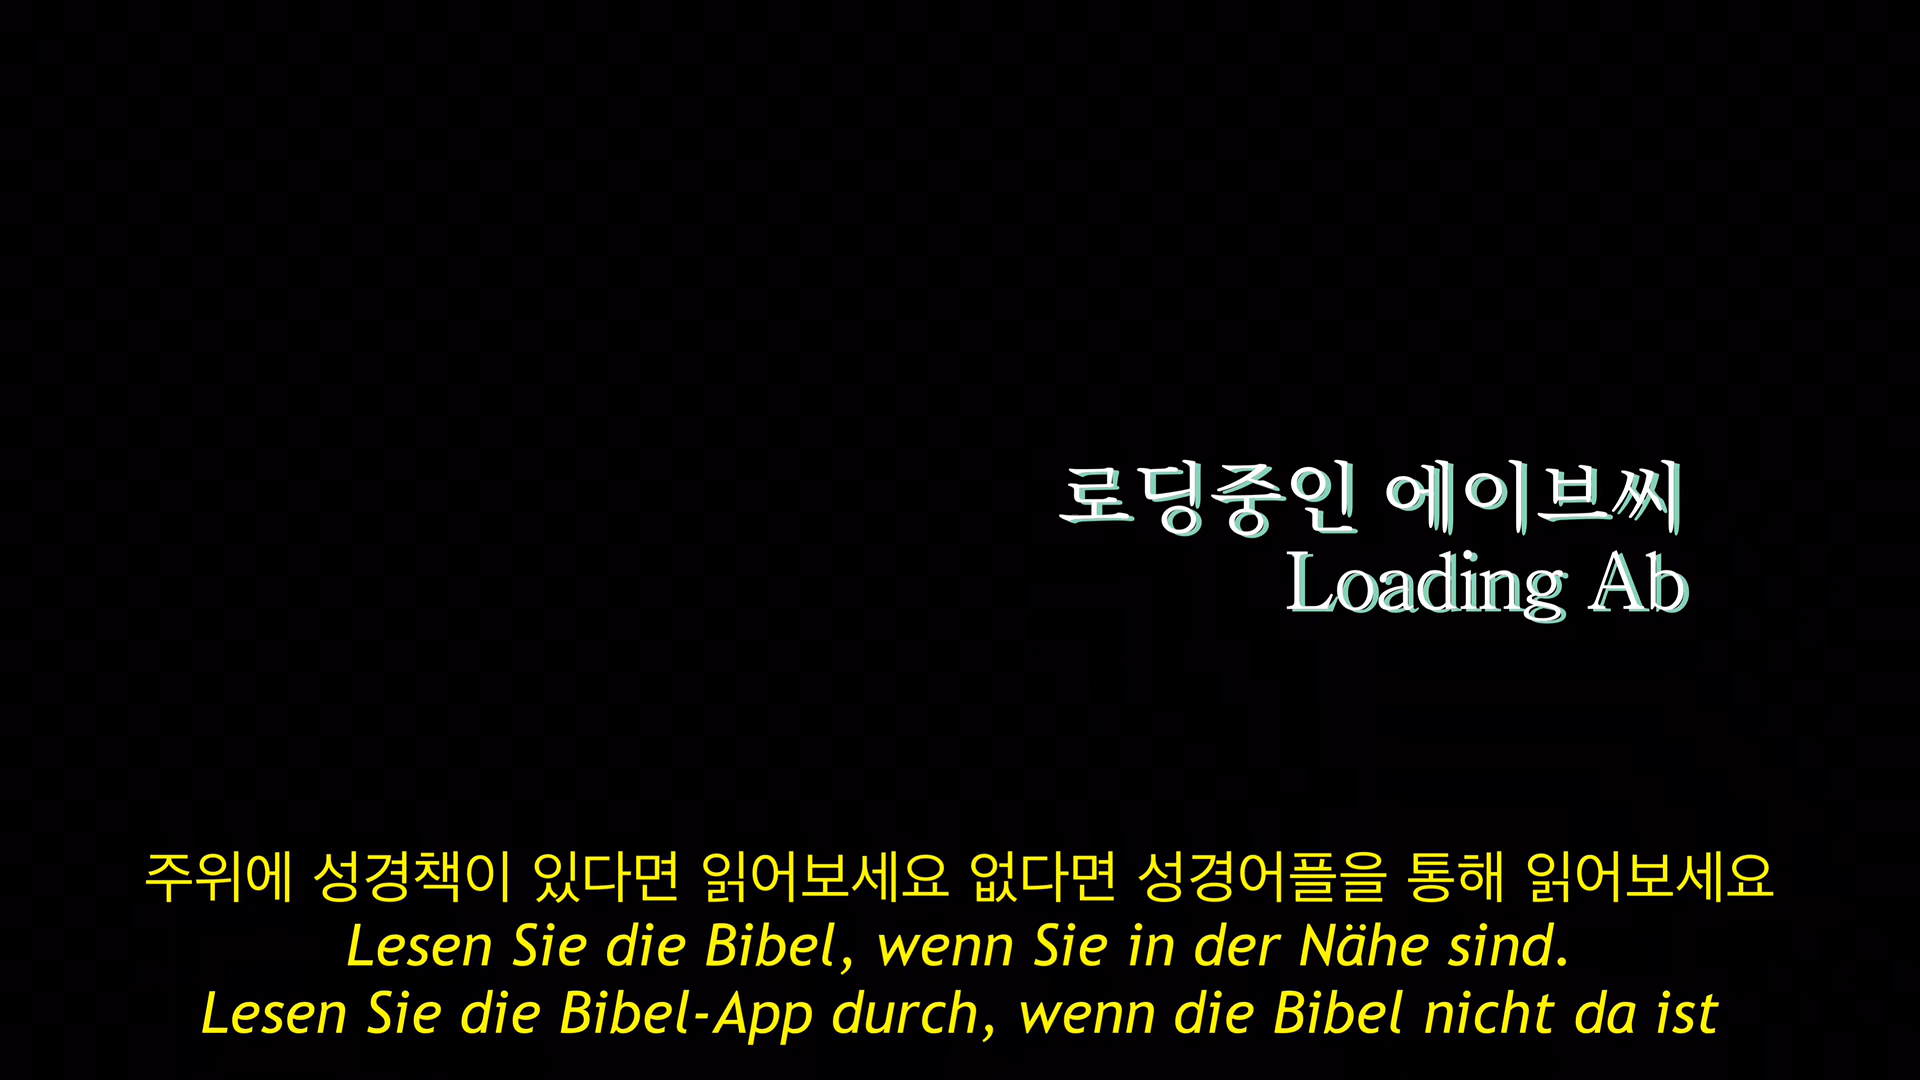 로딩중인 에이브씨
Loading Ab
주위에 성경책이 있다면 읽어보세요 없다면 성경어플을 통해 읽어보세요
Lesen Sie die Bibel, wenn Sie in der Nähe sind.
Lesen Sie die Bibel-App durch, wenn die Bibel nicht da ist